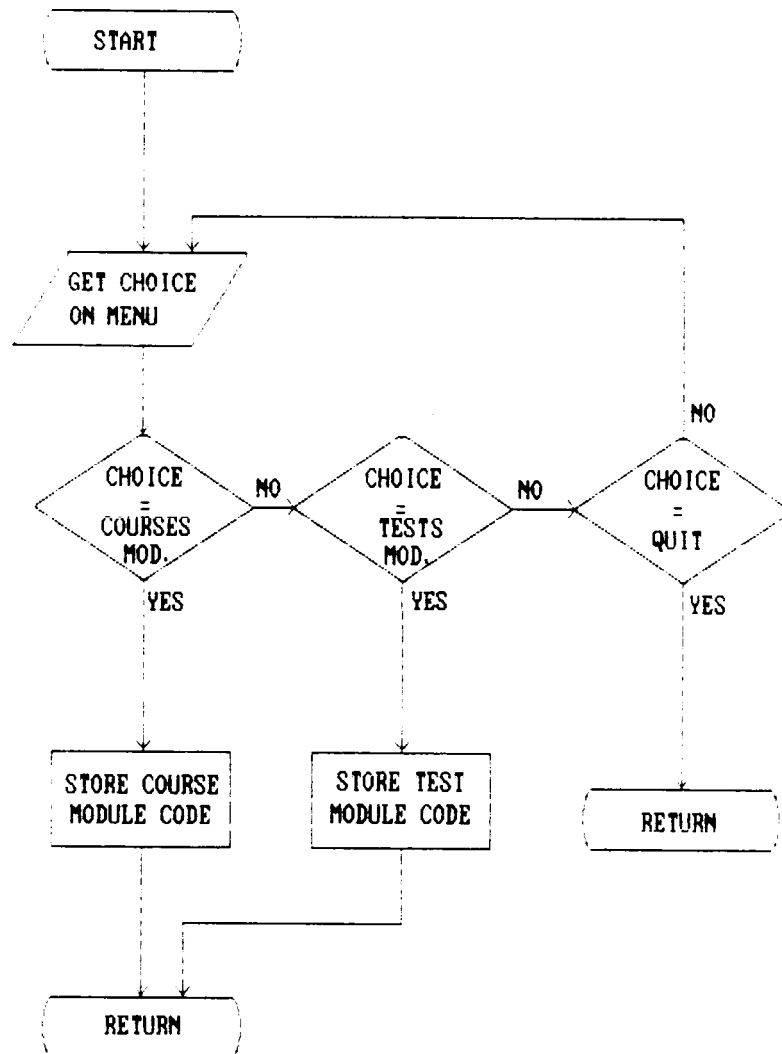 START
GET CHOICE
ON MENU
CHOICE
=
COURSES
MOD.
NO
YES
CHOICE
=
TESTS
MOD.
NO
YES
CHOICE
=
QUIT
NO
YES
STORE COURSE
MODULE CODE
STORE TEST
MODULE CODE
RETURN
RETURN